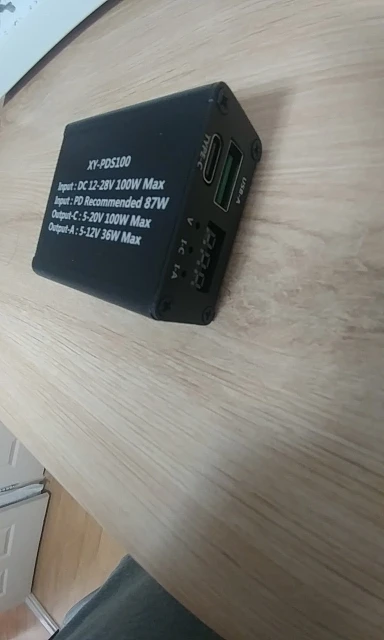 XY-PDS100
Input : DC 12-28V 100W Max
Input : PD Recommended 87W
Output-C : 5-20V 100W Max
Output-A : 5-12V 36W Max
TYPE-C
USB-A
V
I-C
I-A